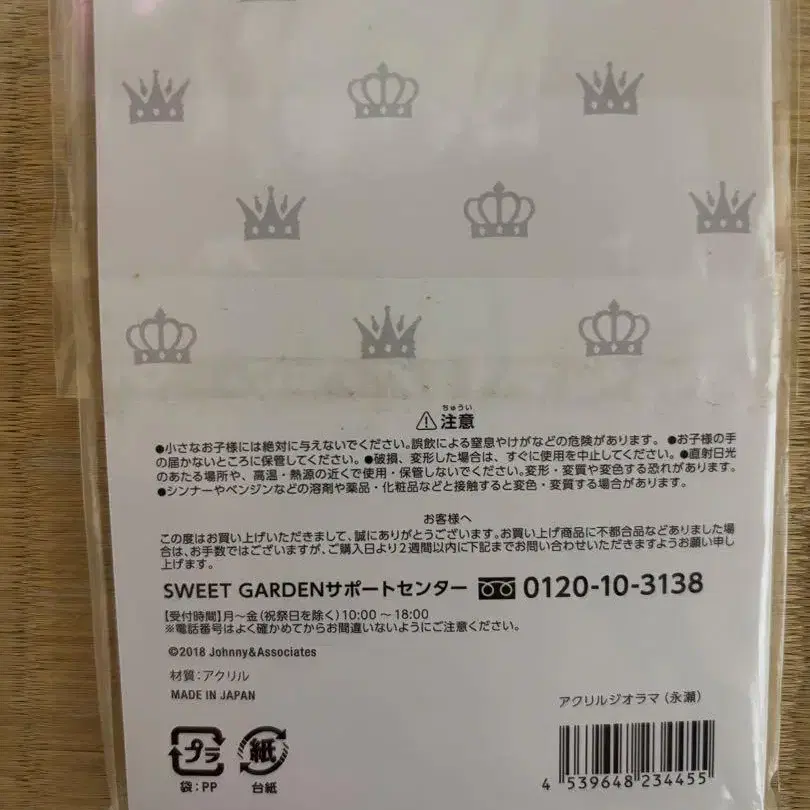 ちゅうい
⚠注意
●小さなお子様には絶対に与えないでください。誤飲による窒息やけがなどの危険があります。 ●お子様の手
の届かないところに保管してください。●破損、変形した場合は、すぐに使用を中止してください。●直射日光
のあたる場所や、高温・熱源の近くで使用・保管しないでください。変形・変質や変色する恐れがあります。
●シンナーやベンジンなどの溶剤や薬品・化粧品などと接触すると変色・変質する場合があります。
お客様へ
この度はお買い上げいただきまして、誠にありがとうございます。お買い上げ商品に不都合品などありました場
合は、お手数ではございますが、ご購入日より2週間以内に下記までお問い合わせいただきますようお願い申し
上げます。
SWEET GARDENサポートセンター 0120-10-3138
【受付時間】月〜金(祝祭日を除く)10:00 〜 18:00
※電話番号はよく確かめてからお間違いないようにご注意ください。
©2018 Johnny&Associates
材質：アクリル
MADE IN JAPAN
アクリルジオラマ（永瀬）
プラ
紙
袋：PP
台紙
4 539648 234455